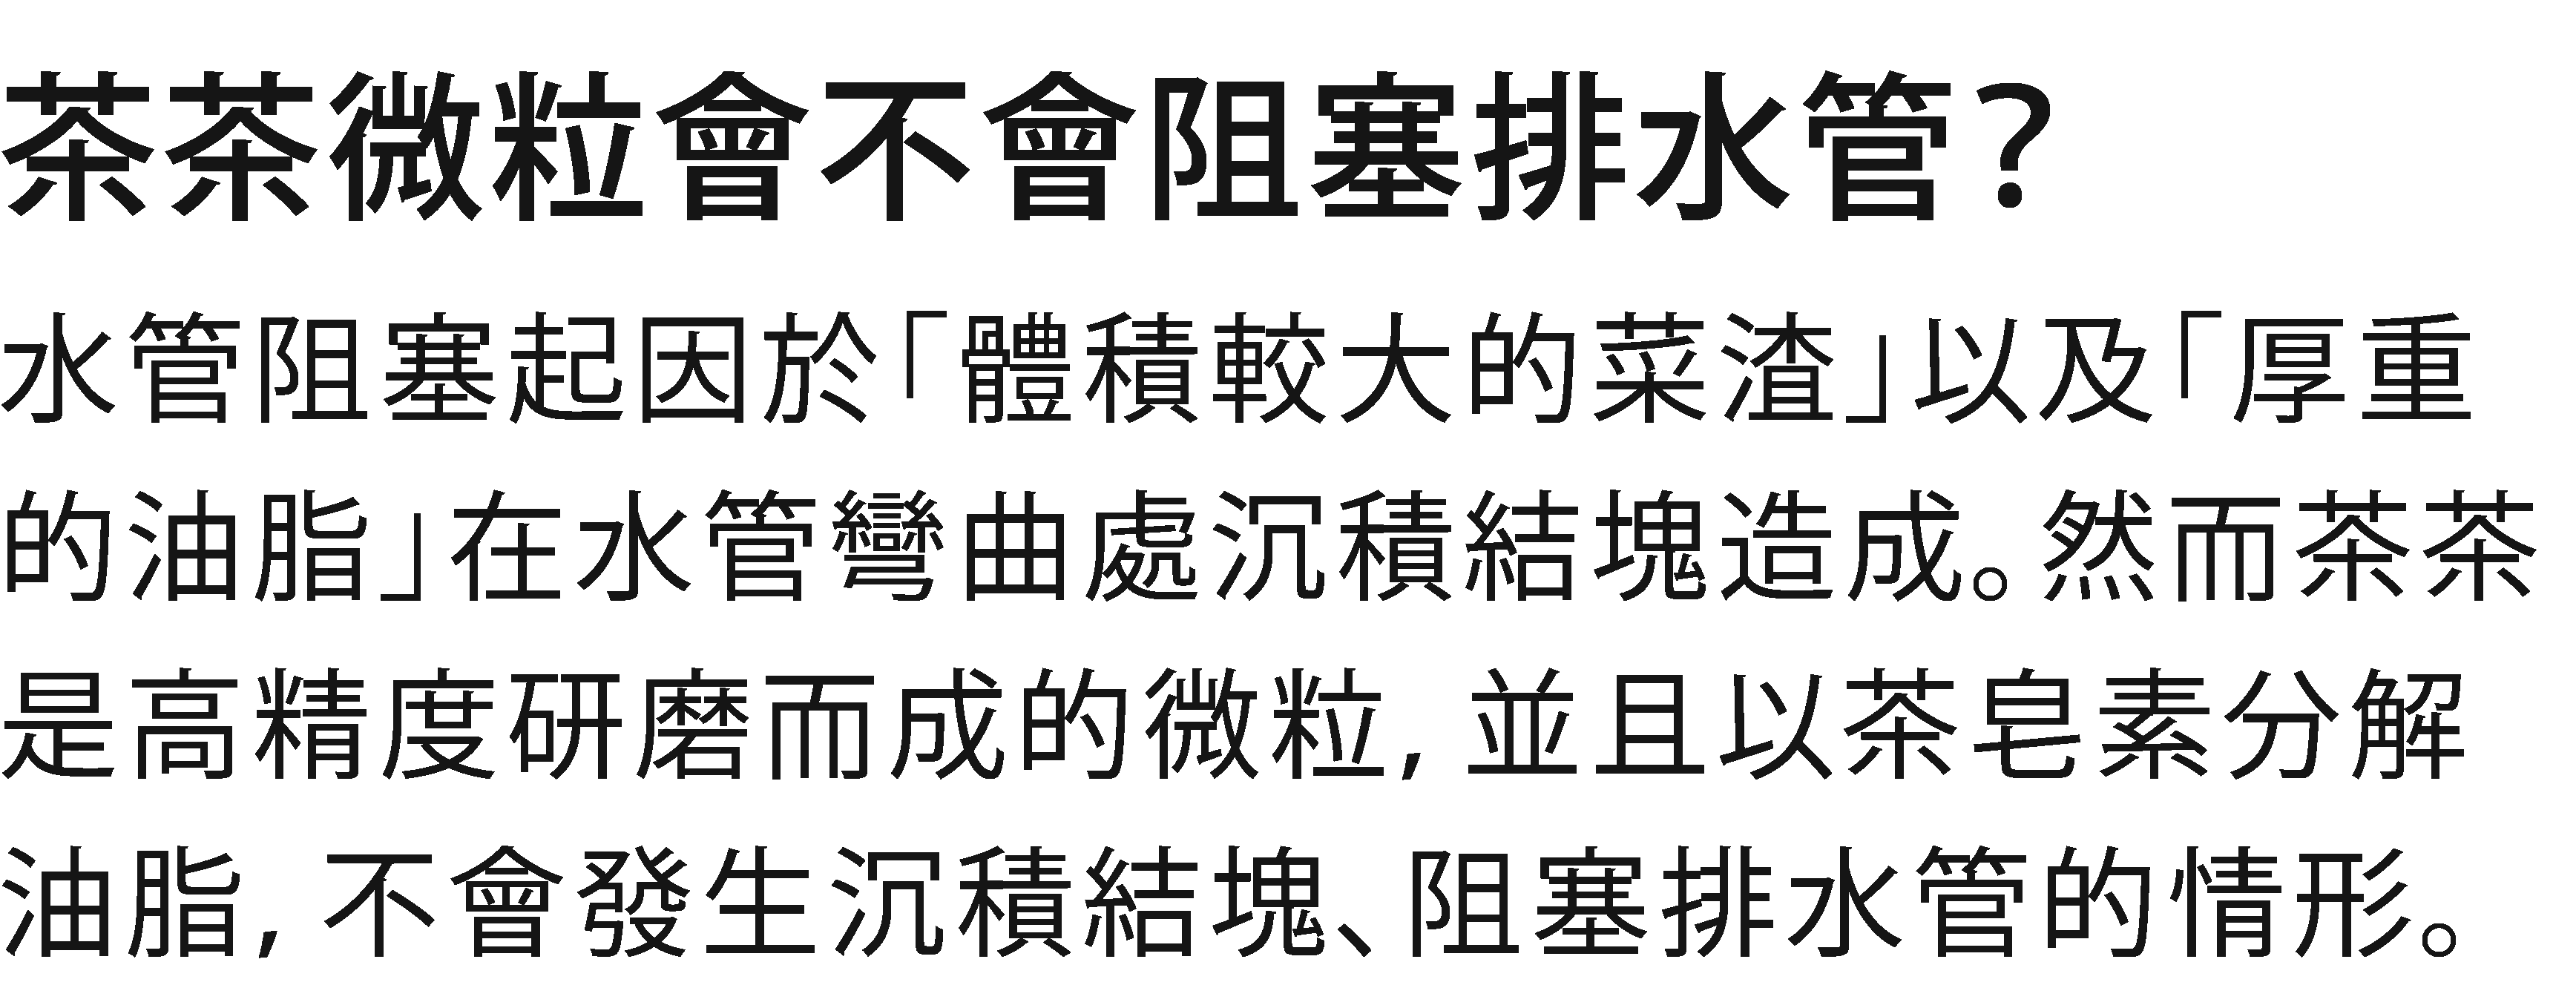 茶茶微粒會不會阻塞排水管？
水管阻塞起因於「體積較大的菜渣」以及「厚重
的油脂」在水管彎曲處沉積結塊造成。然而茶茶
是高精度研磨而成的微粒，並且以茶皂素分解
油脂，不會發生沉積結塊、阻塞排水管的情形。